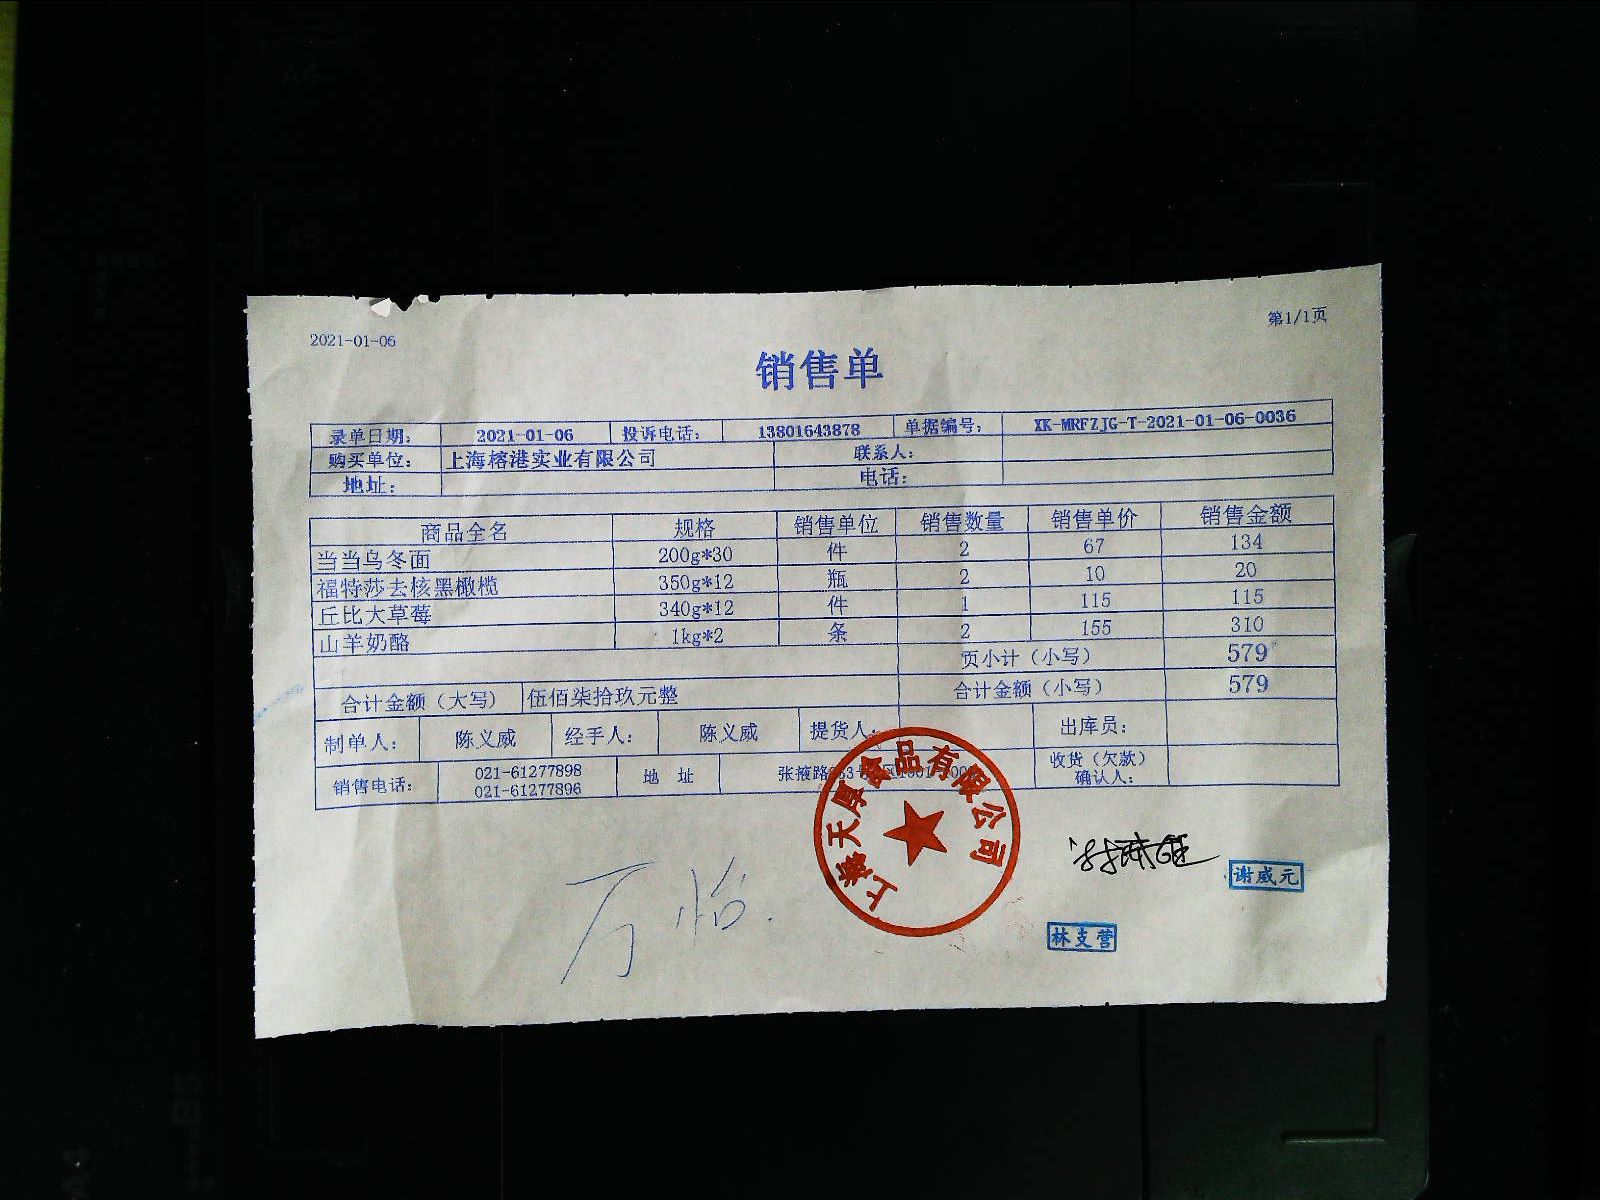 2021-01-06
第1/1页
销售单
录单日期: 2021-01-06 投诉电话: 13801643878 单据编号: XK-MRFZJG-T-2021-01-06-0036
购买单位: 上海榕港实业有限公司 联系人:
地址: 电话:
商品全名 规格 销售单位 销售数量 销售单价 销售金额
当当乌冬面 200g*30 件 2 67 134
福特莎去核黑橄榄 350g*12 瓶 2 10 20
丘比大草莓 340g*12 件 1 115 115
山羊奶酪 1kg*2 条 2 155 310
页小计（小写） 579
合计金额（大写） 伍佰柒拾玖元整 合计金额（小写） 579
制单人: 陈义威 经手人: 陈义威 提货人: 出库员:
销售电话: 021-61277898 021-61277896 地 址 张掖路 收货（欠款）确认人:
天厚食品有限公司
万怡
谢威元
林支营